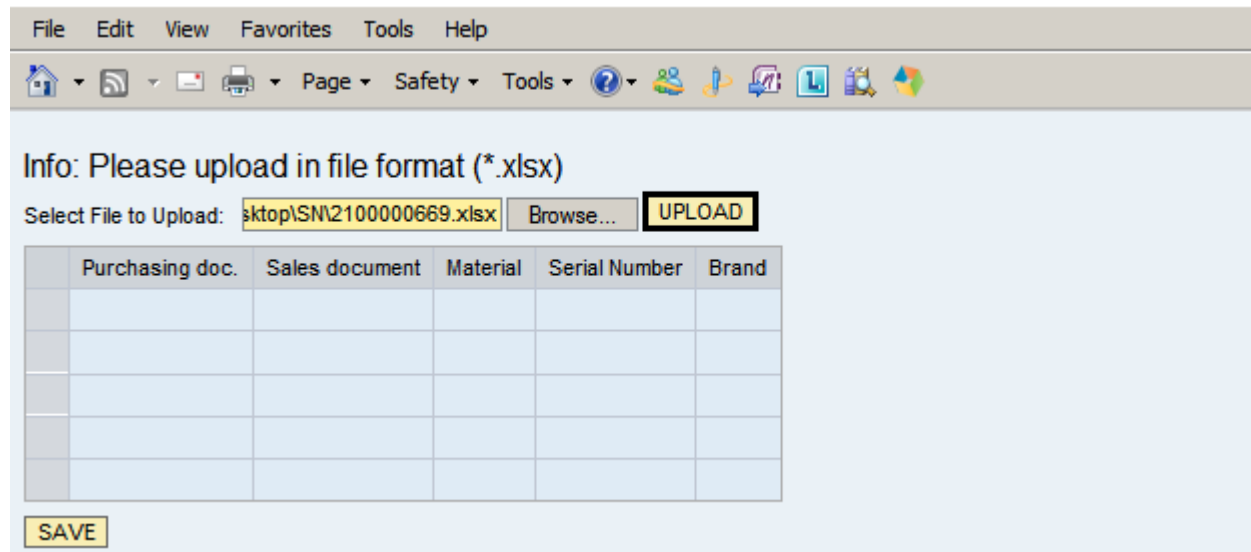 File Edit View Favorites Tools Help
Page Safety Tools
Info: Please upload in file format (*.xlsx)
Select File to Upload: sktop\SN\2100000669.xlsx Browse... UPLOAD
Purchasing doc. Sales document Material Serial Number Brand
SAVE